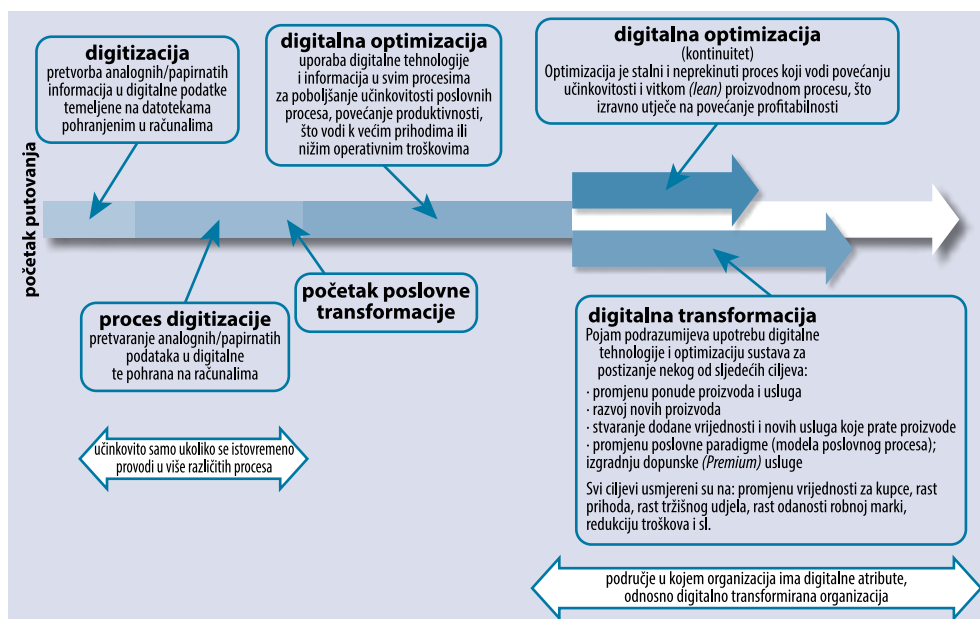 početak putovanja
digitizacija
pretvorba analognih/papirnatih
informacija u digitalne podatke
temeljene na datotekama
pohranjenim u računalima
digitalna optimizacija
uporaba digitalne tehnologije
i informacija u svim procesima
za poboljšanje učinkovitosti poslovnih
procesa, povećanje produktivnosti,
što vodi k većim prihodima ili
nižim operativnim troškovima
digitalna optimizacija
(kontinuitet)
Optimizacija je stalni i neprekinuti proces koji vodi povećanju
učinkovitosti i vitkom (lean) proizvodnom procesu, što
izravno utječe na povećanje profitabilnosti
proces digitizacije
pretvaranje analognih/papirnatih
podataka u digitalne
te pohrana na računalima
početak poslovne
transformacije
digitalna transformacija
Pojam podrazumijeva upotrebu digitalne
tehnologije i optimizaciju sustava za
postizanje nekog od sljedećih ciljeva:
· promjenu ponude proizvoda i usluga
· razvoj novih proizvoda
· stvaranje dodane vrijednosti i novih usluga koje prate proizvode
· promjenu poslovne paradigme (modela poslovnog procesa);
izgradnju dopunske (Premium) usluge
Svi ciljevi usmjereni su na: promjenu vrijednosti za kupce, rast
prihoda, rast tržišnog udjela, rast odanosti robnoj marki,
redukciju troškova i sl.
učinkovito samo ukoliko se istovremeno
provodi u više različitih procesa
područje u kojem organizacija ima digitalne atribute,
odnosno digitalno transformirana organizacija